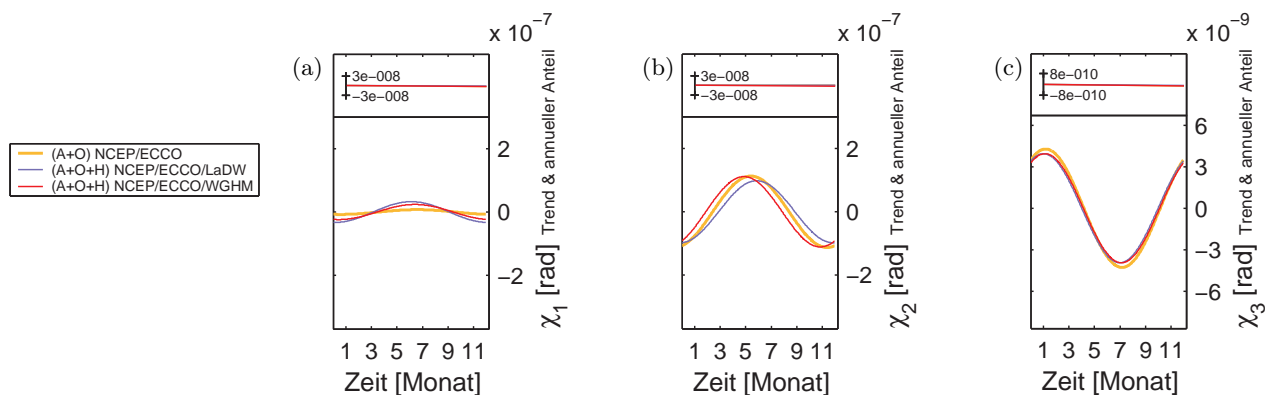 (A+O) NCEP/ECCO
(A+O+H) NCEP/ECCO/LaDW
(A+O+H) NCEP/ECCO/WGHM
(a)
x 10⁻⁷
3e−008
−3e−008
2
0
−2
χ₁ [rad] Trend & annueller Anteil
1 3 5 7 9 11
Zeit [Monat]
(b)
x 10⁻⁷
3e−008
−3e−008
2
0
−2
χ₂ [rad] Trend & annueller Anteil
1 3 5 7 9 11
Zeit [Monat]
(c)
x 10⁻⁹
8e−010
−8e−010
6
3
0
−3
−6
χ₃ [rad] Trend & annueller Anteil
1 3 5 7 9 11
Zeit [Monat]